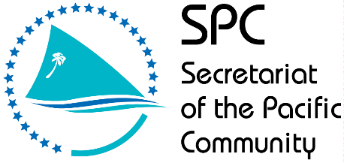 SPC
Secretariat
of the Pacific
Community